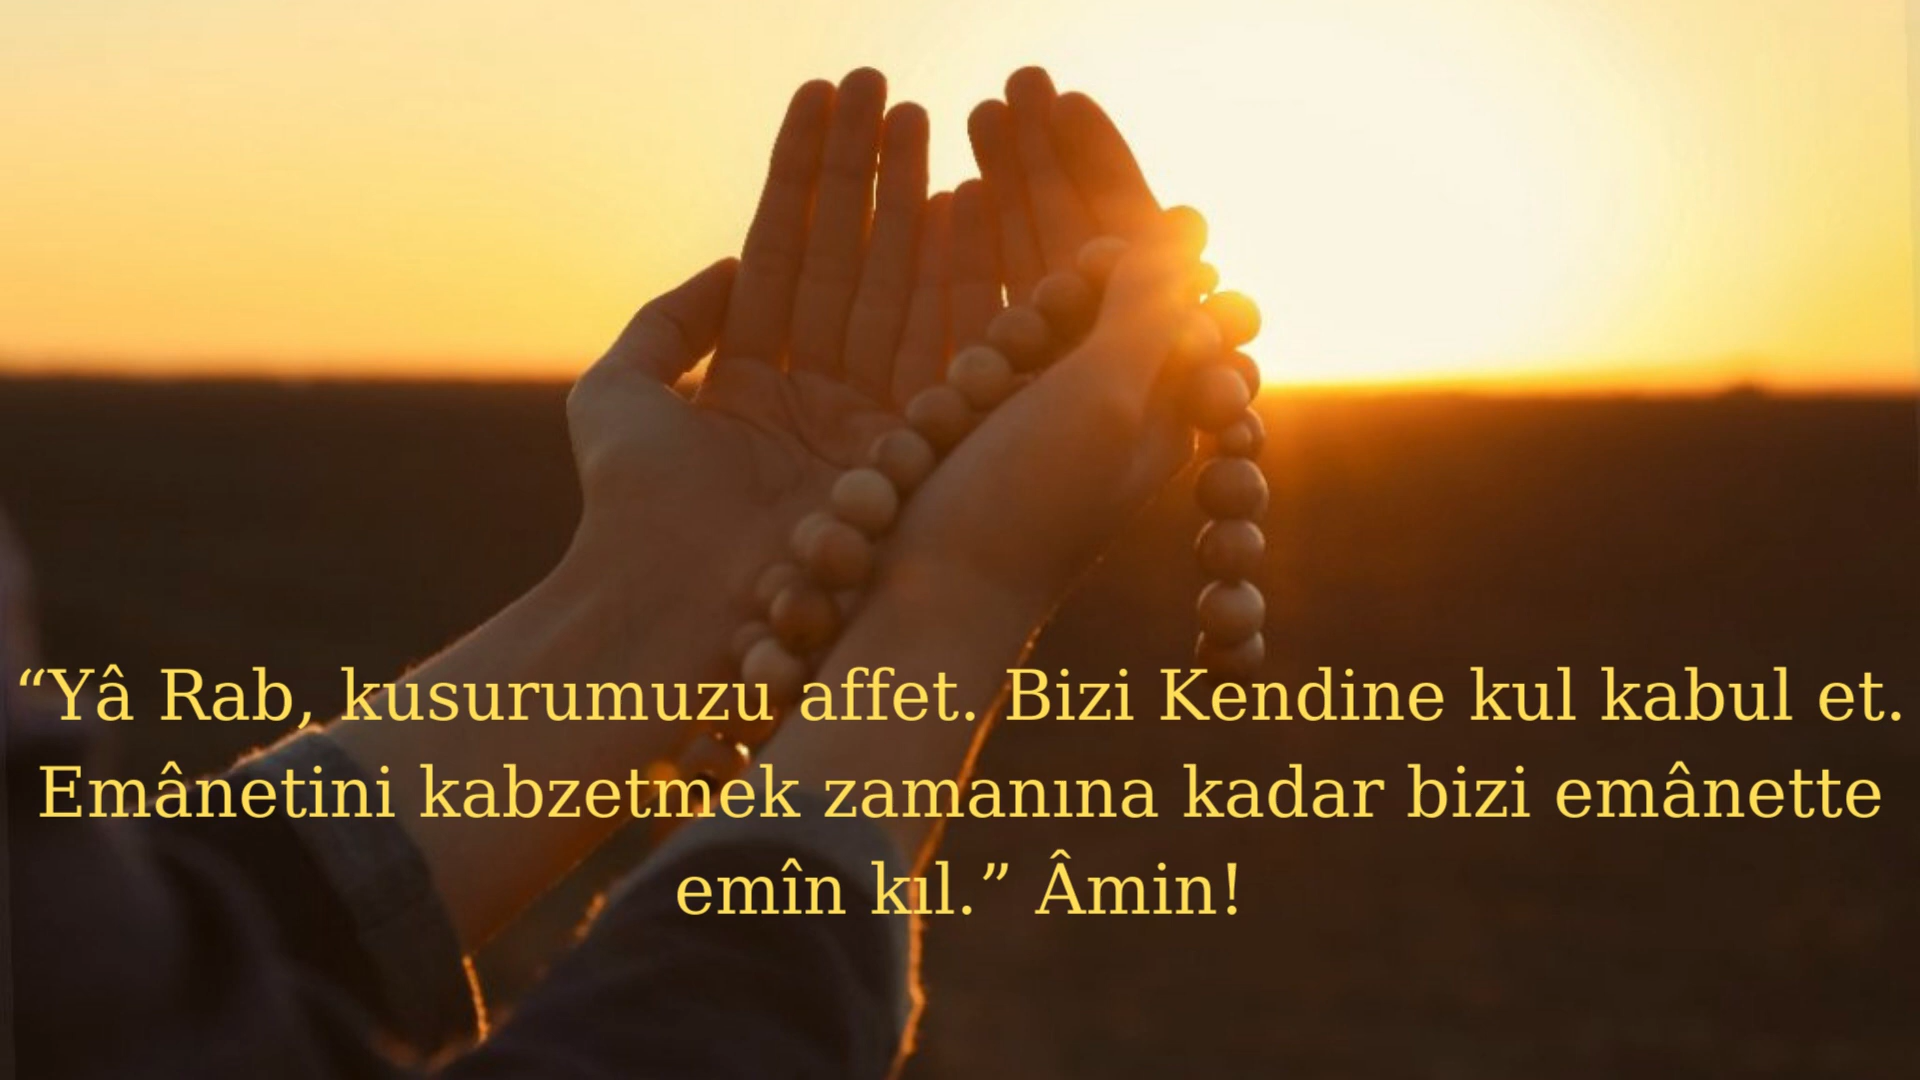 “Yâ Rab, kusurumuzu affet. Bizi Kendine kul kabul et.
Emânetini kabzetmek zamanına kadar bizi emânette
emîn kıl.” Âmin!